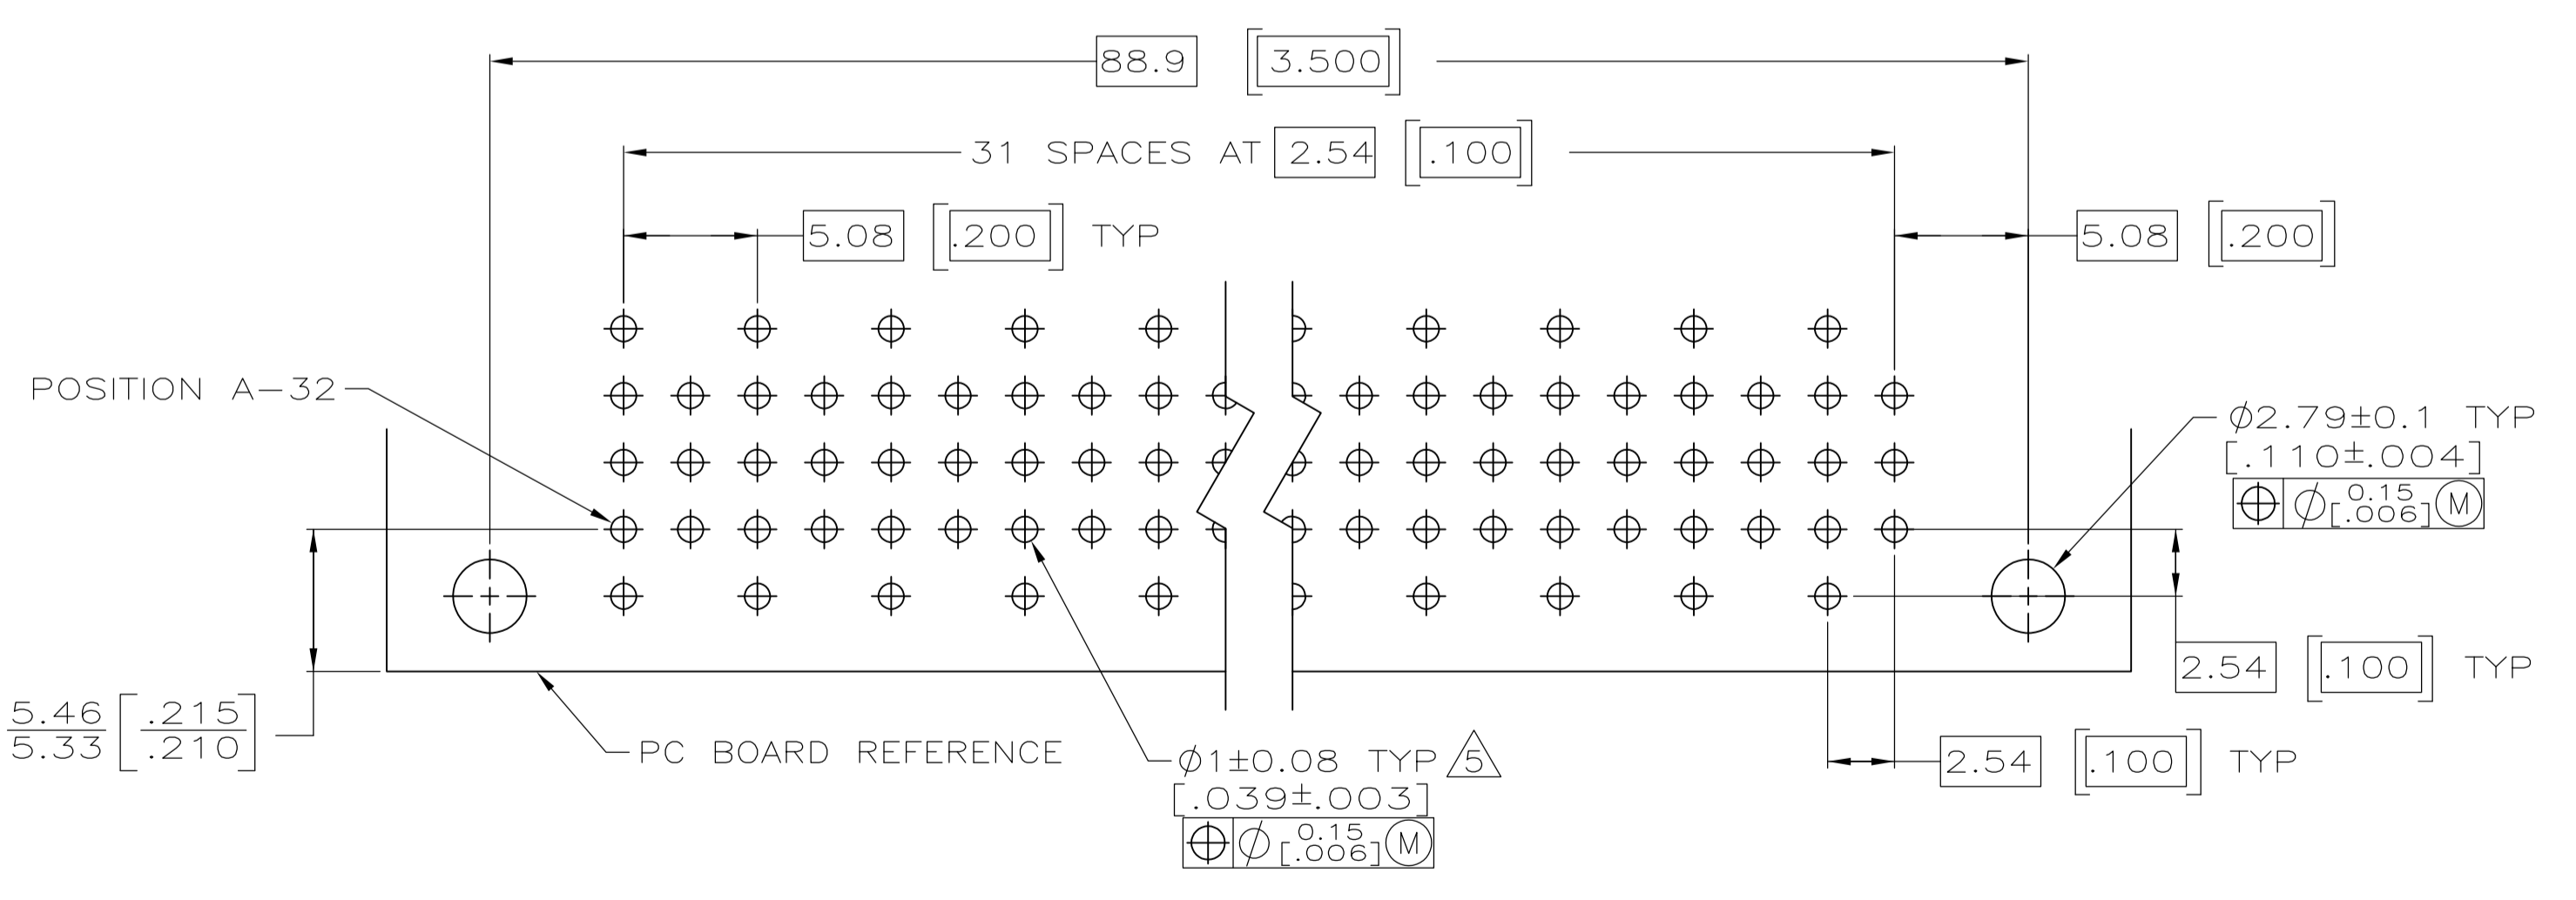 88.9 [3.500]
31 SPACES AT 2.54 [.100]
5.08 [.200] TYP
5.08 [.200]
POSITION A-32
⌀2.79±0.1 TYP
[.110±.004]
⌖ ⌀ 0.15 [.006] Ⓜ
2.54 [.100] TYP
5.46 [.215]
5.33 [.210]
PC BOARD REFERENCE
⌀1±0.08 TYP 5
[.039±.003]
⌖ ⌀ 0.15 [.006] Ⓜ
2.54 [.100] TYP